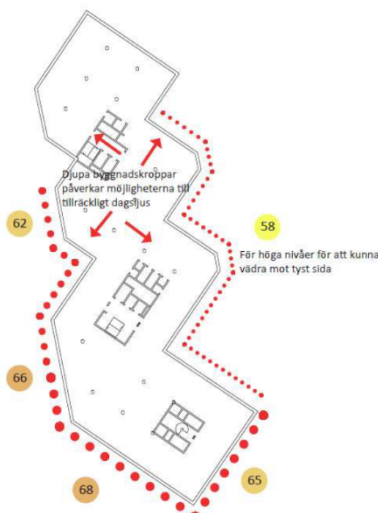 Djupa byggnadskroppar
påverkar möjligheterna till
tillräckligt dagsljus
62
58
För höga nivåer för att kunna
vädra mot tyst sida
66
68
65